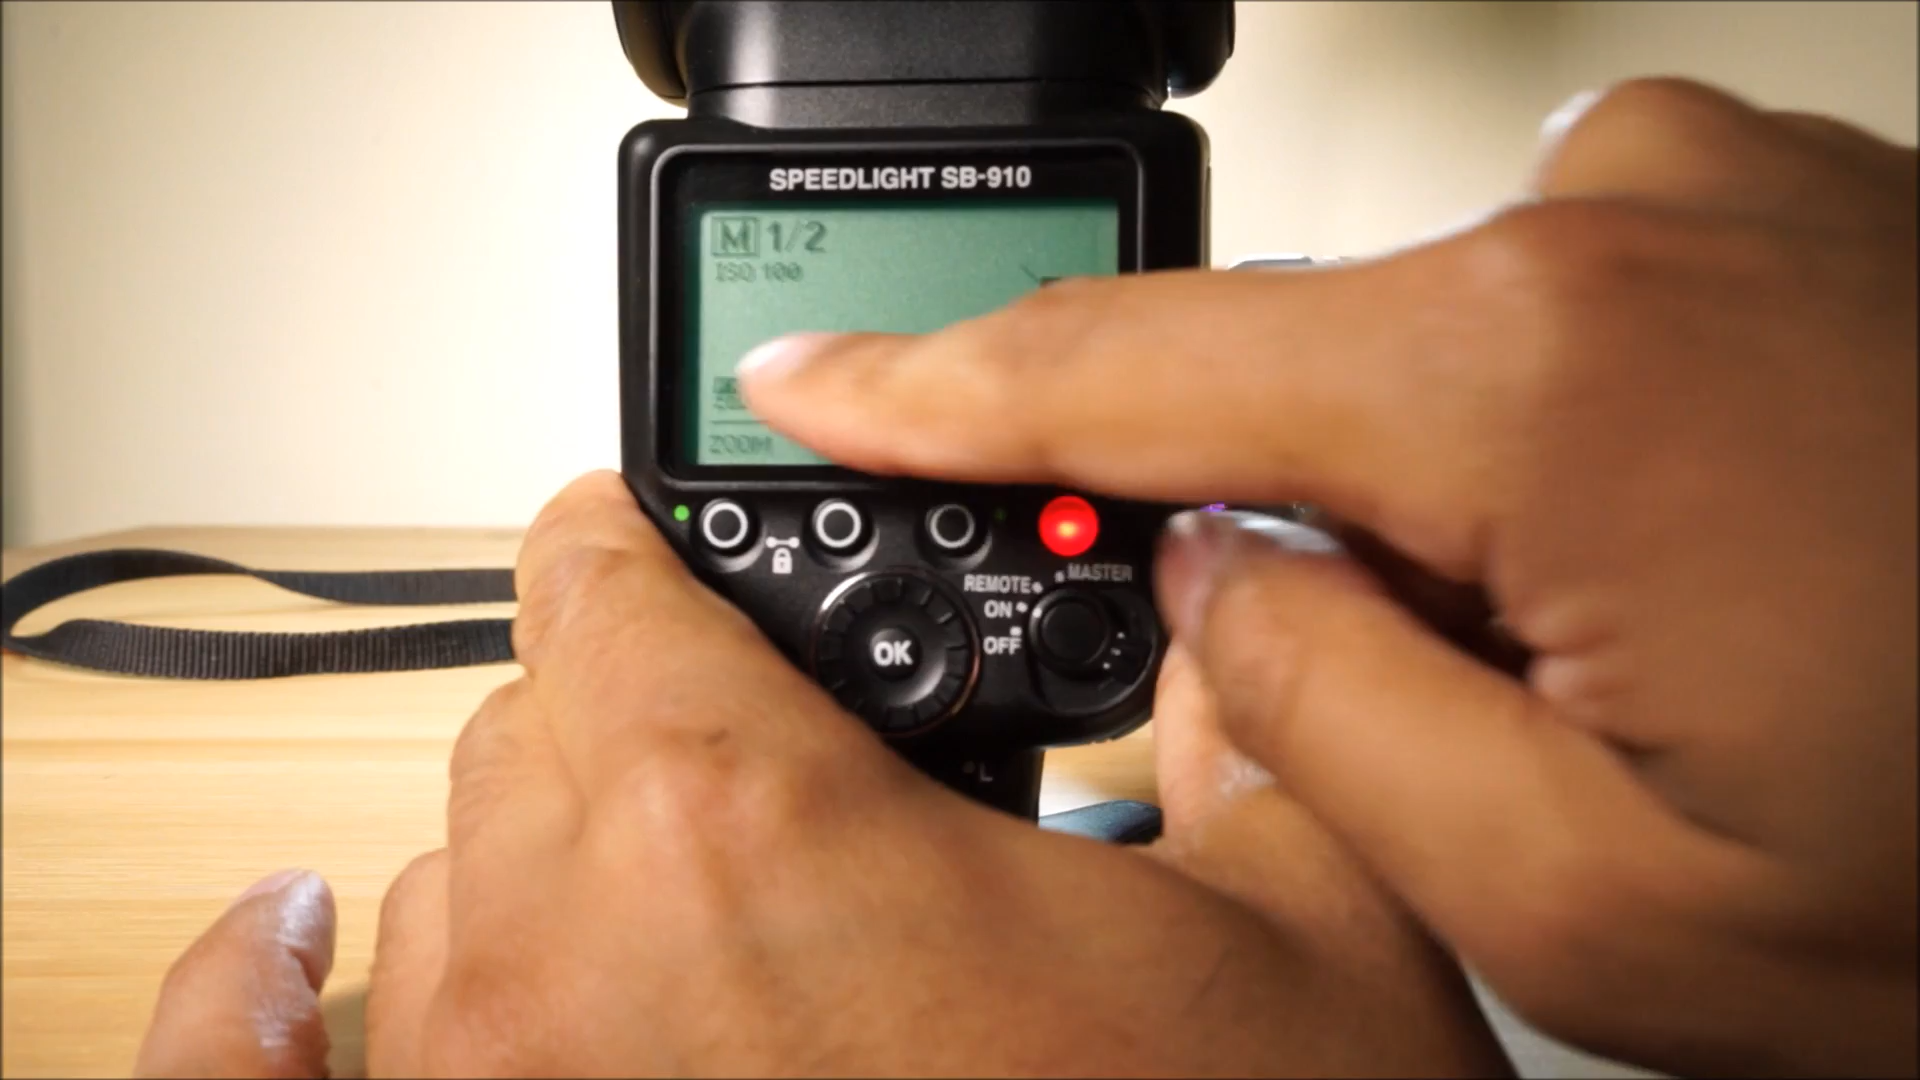 SPEEDLIGHT SB-910
M 1/2
ISO 100
ZOOM
MASTER
REMOTE
ON
OFF
OK
L